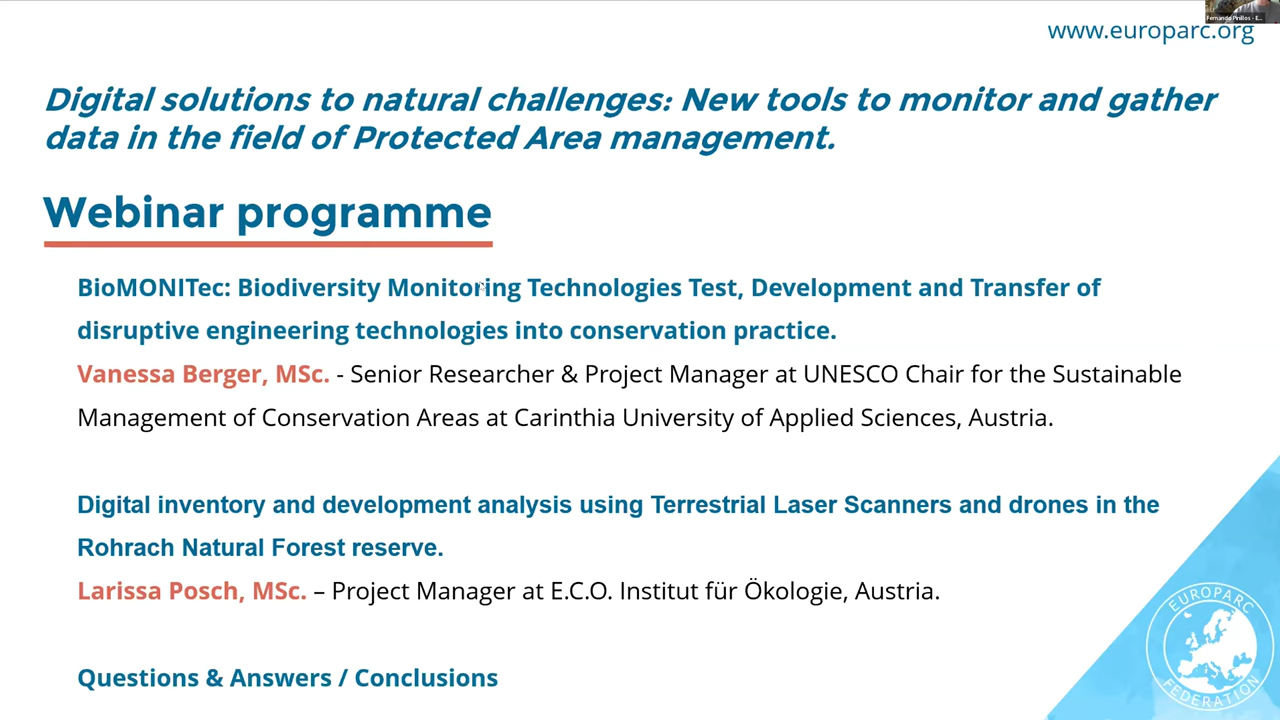 Fernando Pinillos - E...
www.europarc.org
Digital solutions to natural challenges: New tools to monitor and gather
data in the field of Protected Area management.
Webinar programme
BioMONITec: Biodiversity Monitoring Technologies Test, Development and Transfer of
disruptive engineering technologies into conservation practice.
Vanessa Berger, MSc. - Senior Researcher & Project Manager at UNESCO Chair for the Sustainable
Management of Conservation Areas at Carinthia University of Applied Sciences, Austria.
Digital inventory and development analysis using Terrestrial Laser Scanners and drones in the
Rohrach Natural Forest reserve.
Larissa Posch, MSc. – Project Manager at E.C.O. Institut für Ökologie, Austria.
Questions & Answers / Conclusions
EUROPARC
FEDERATION